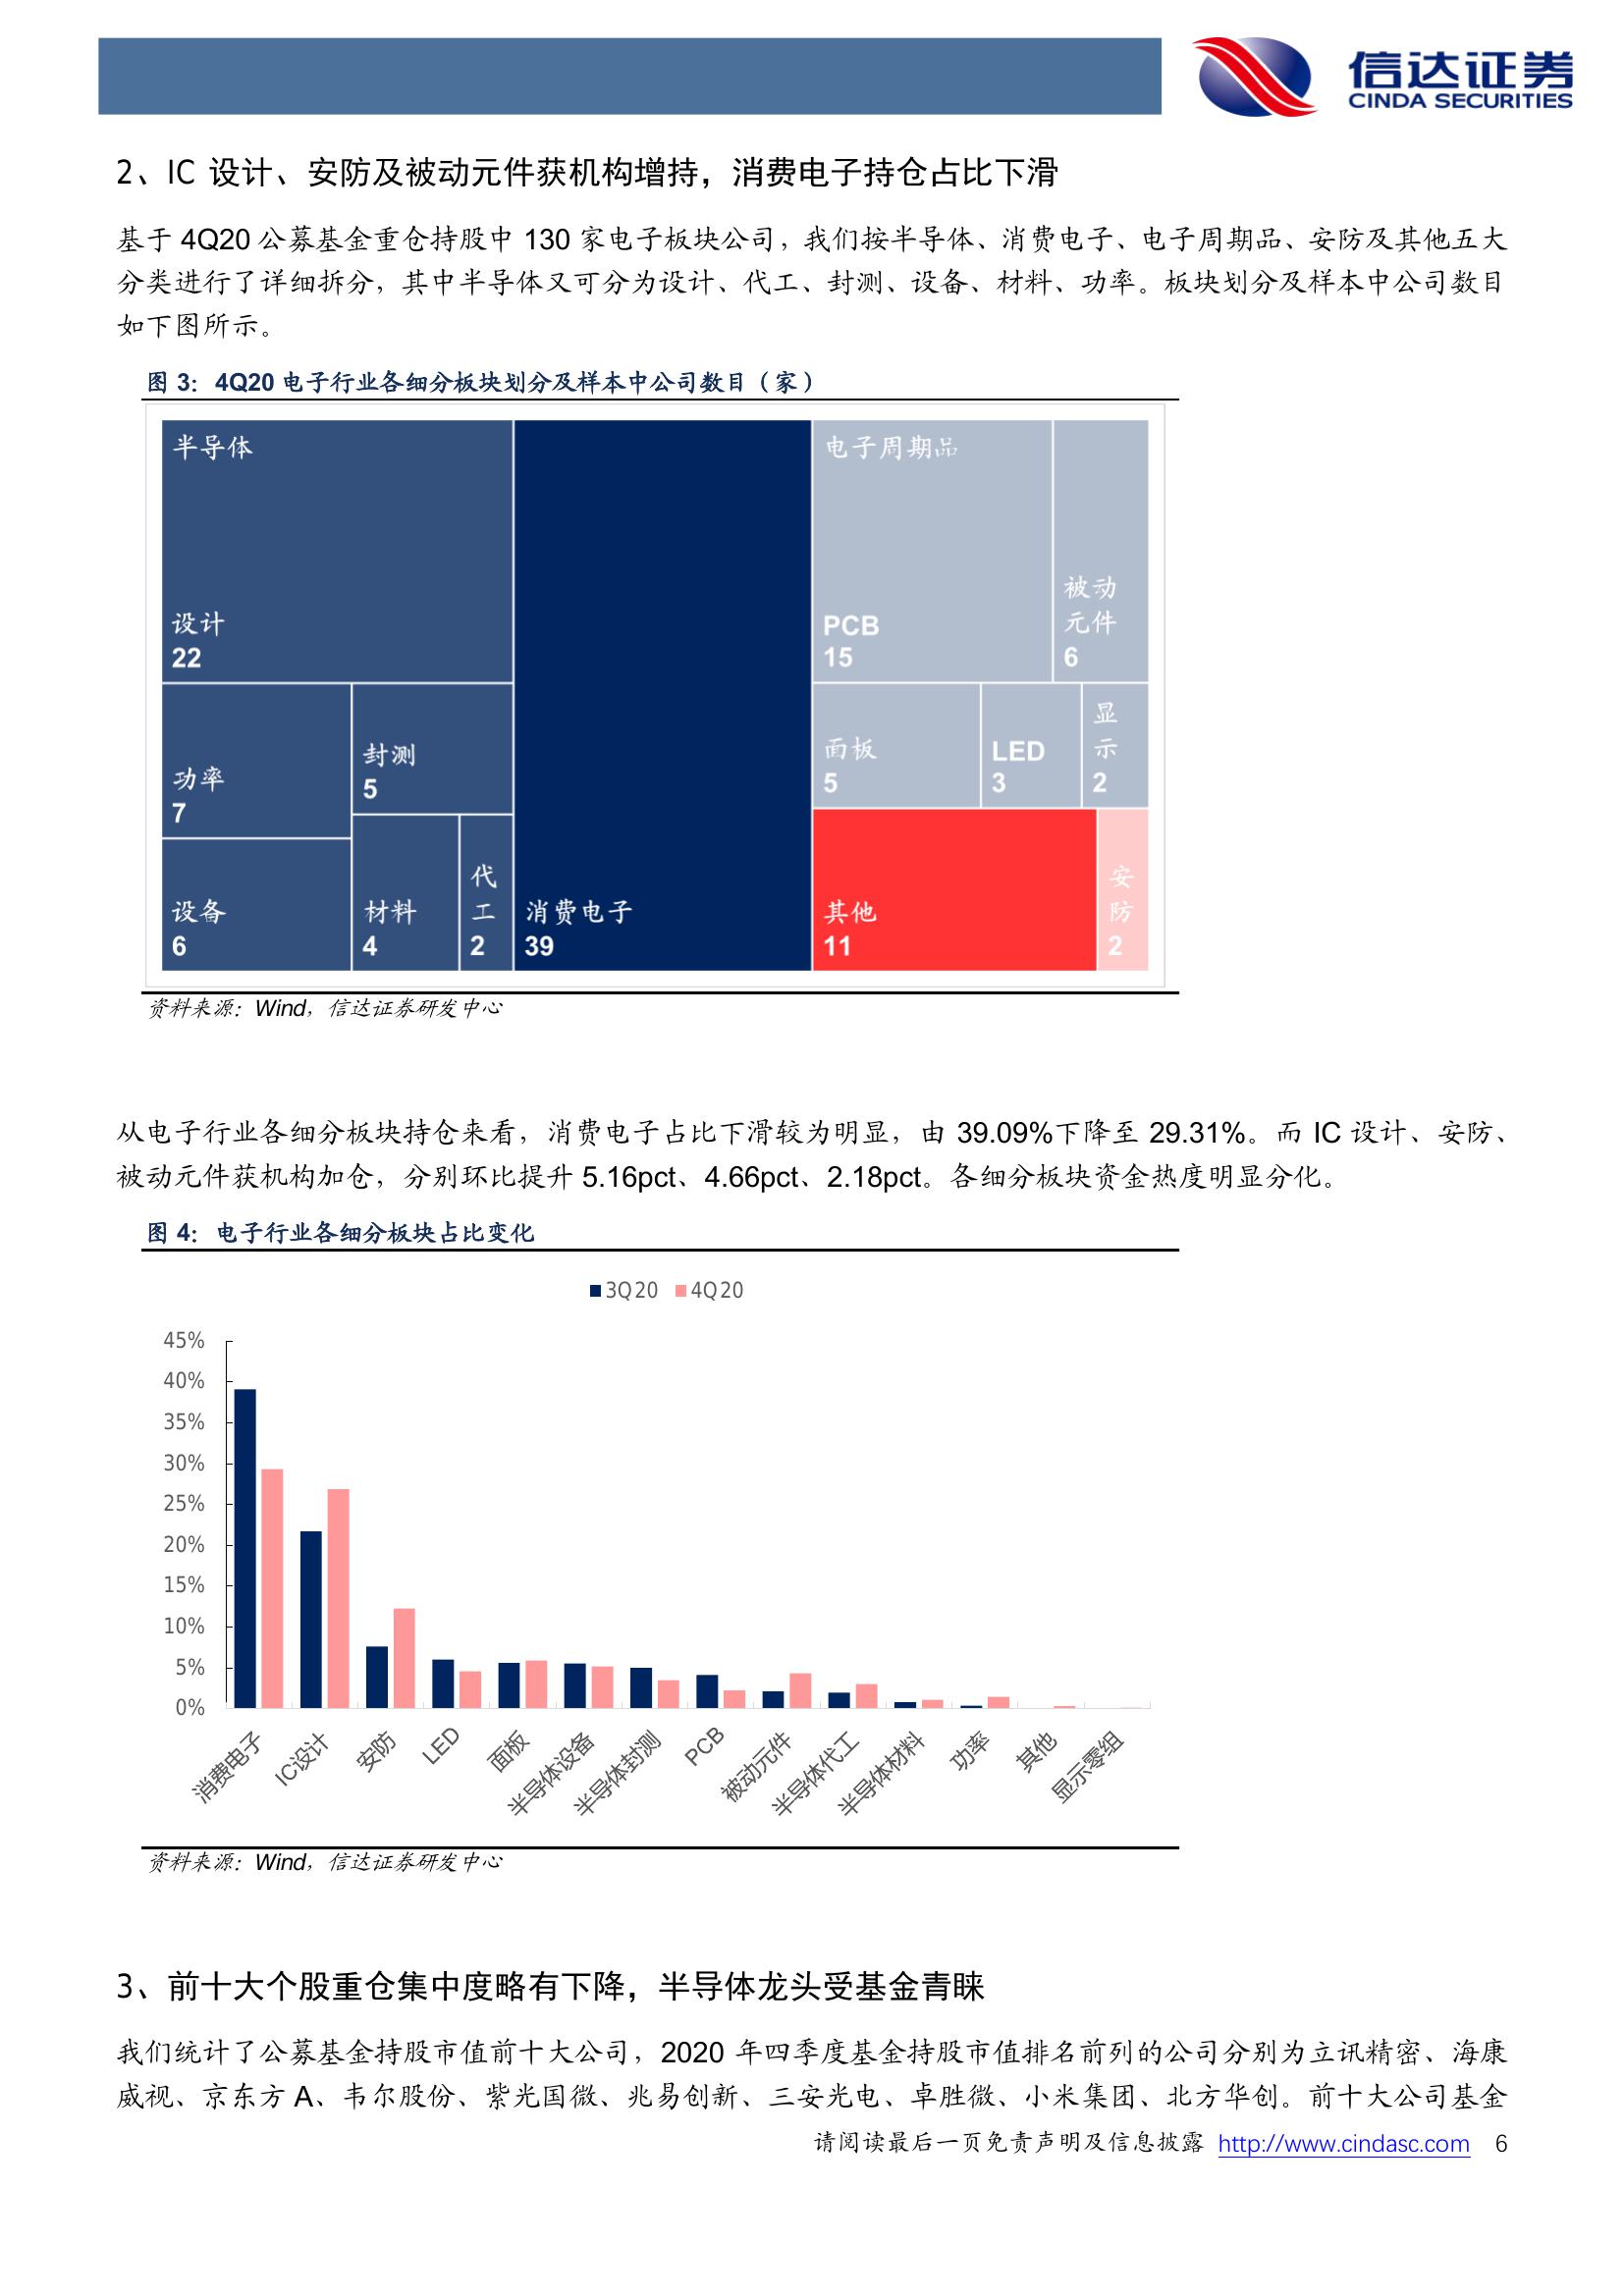 信达证券
CINDA SECURITIES
2、IC 设计、安防及被动元件获机构增持，消费电子持仓占比下滑
基于 4Q20 公募基金重仓持股中 130 家电子板块公司，我们按半导体、消费电子、电子周期品、安防及其他五大
分类进行了详细拆分，其中半导体又可分为设计、代工、封测、设备、材料、功率。板块划分及样本中公司数目
如下图所示。
图 3：4Q20 电子行业各细分板块划分及样本中公司数目（家）
半导体
设计
22
功率
7
封测
5
设备
6
材料
4
代
工
2
消费电子
39
电子周期品
PCB
15
被动
元件
6
面板
5
LED
3
显
示
2
其他
11
安
防
2
资料来源：Wind，信达证券研发中心
从电子行业各细分板块持仓来看，消费电子占比下滑较为明显，由 39.09%下降至 29.31%。而 IC 设计、安防、
被动元件获机构加仓，分别环比提升 5.16pct、4.66pct、2.18pct。各细分板块资金热度明显分化。
图 4：电子行业各细分板块占比变化
3Q20 4Q20
45%
40%
35%
30%
25%
20%
15%
10%
5%
0%
消费电子
IC设计
安防
LED
面板
半导体设备
半导体封测
PCB
被动元件
半导体代工
半导体材料
功率
其他
显示零组
资料来源：Wind，信达证券研发中心
3、前十大个股重仓集中度略有下降，半导体龙头受基金青睐
我们统计了公募基金持股市值前十大公司，2020 年四季度基金持股市值排名前列的公司分别为立讯精密、海康
威视、京东方 A、韦尔股份、紫光国微、兆易创新、三安光电、卓胜微、小米集团、北方华创。前十大公司基金
请阅读最后一页免责声明及信息披露 http://www.cindasc.com 6